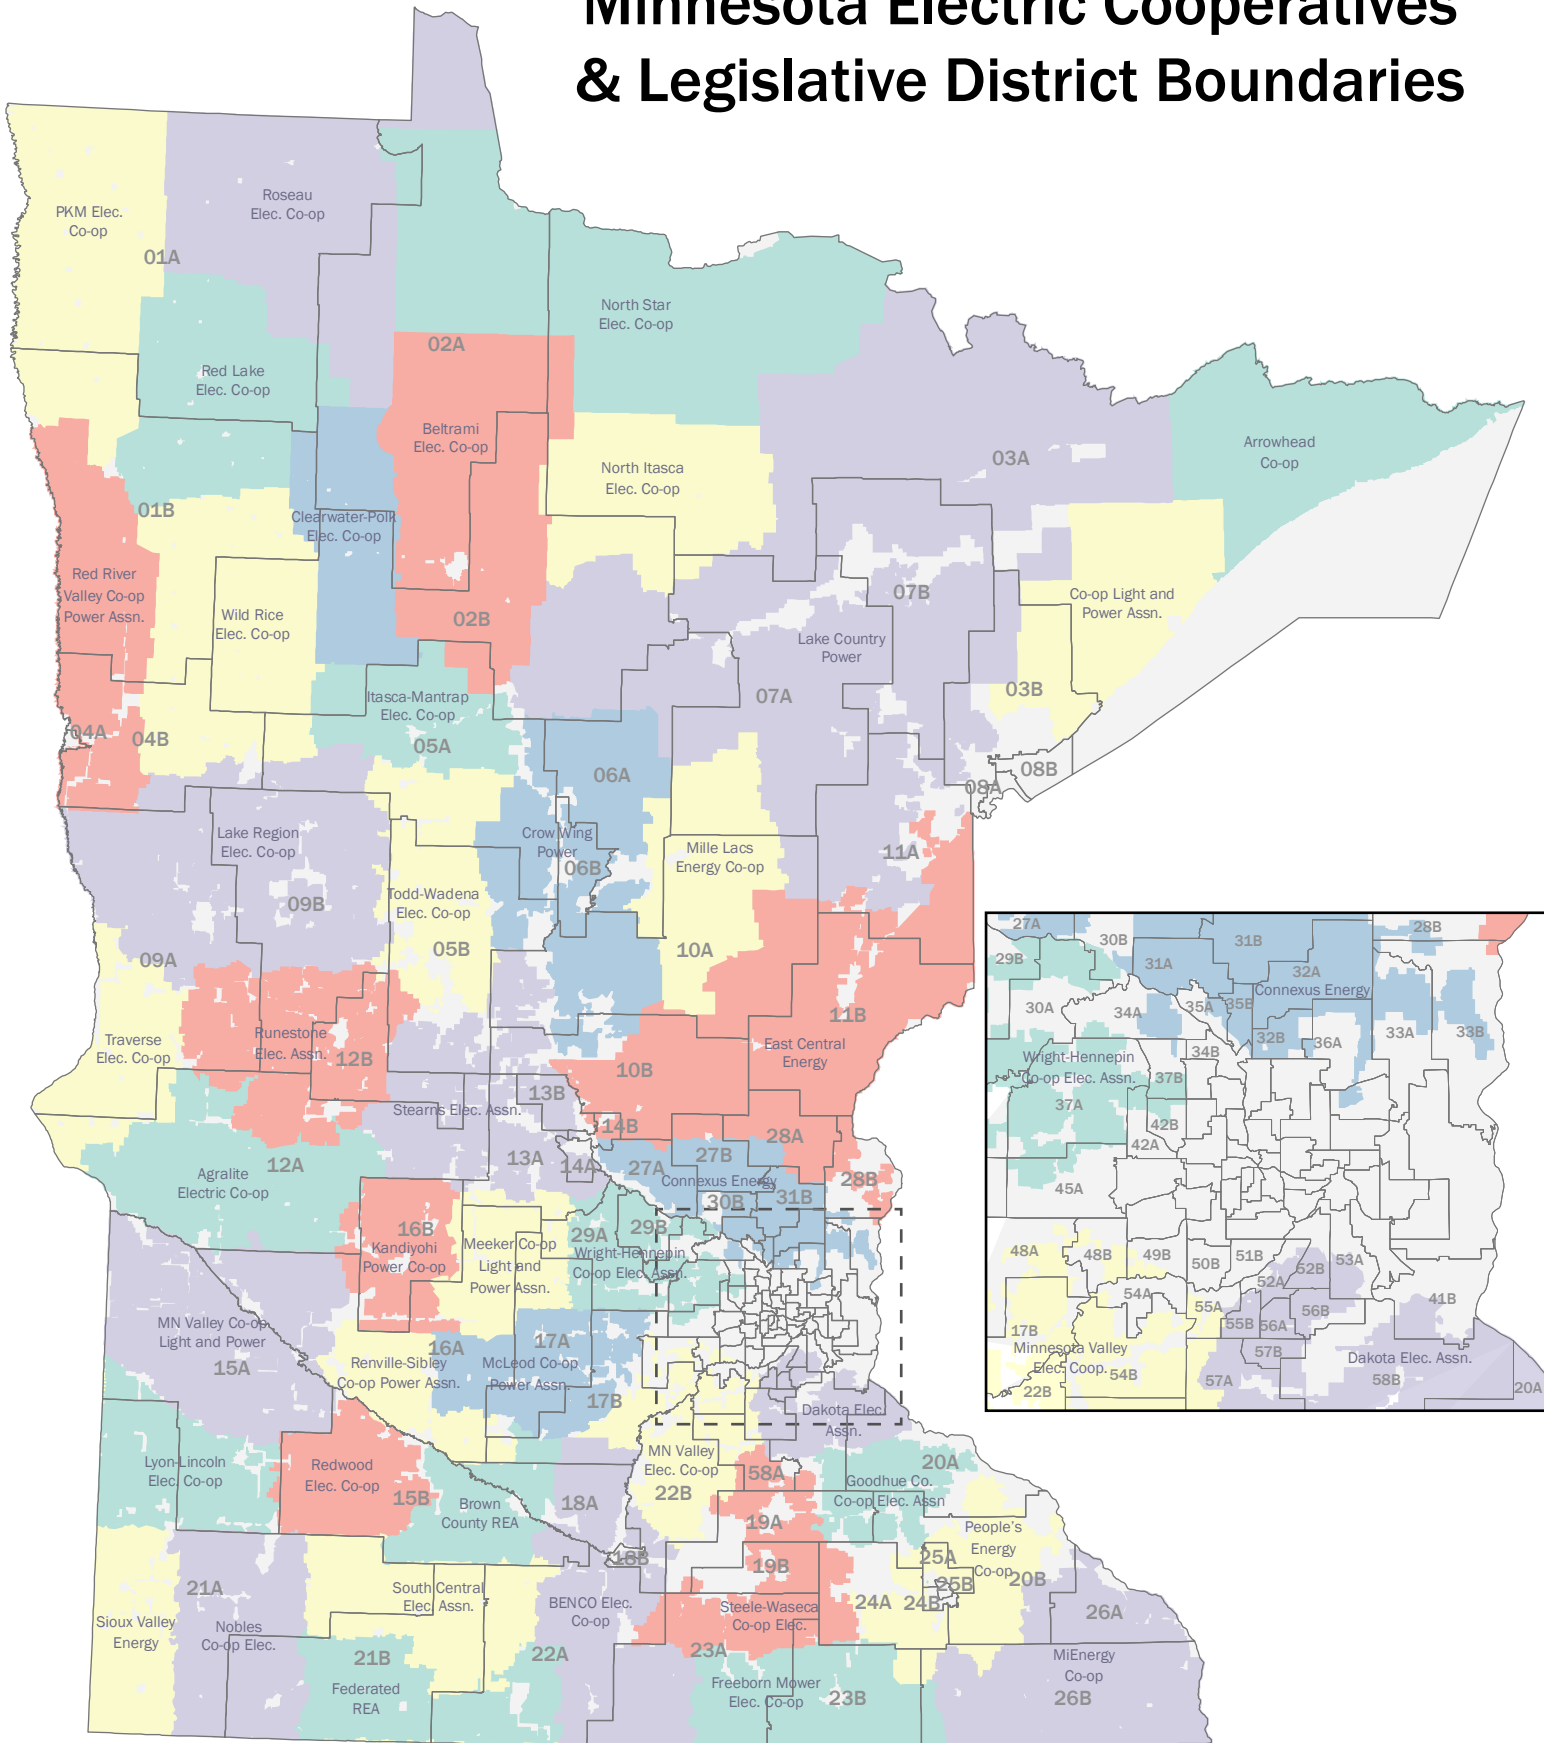 Minnesota Electric Cooperatives
& Legislative District Boundaries
PKM Elec.
Co-op
Roseau
Elec. Co-op
01A
North Star
Elec. Co-op
02A
Red Lake
Elec. Co-op
Beltrami
Elec. Co-op
North Itasca
Elec. Co-op
03A
Arrowhead
Co-op
01B
Clearwater-Polk
Elec. Co-op
Red River
Valley Co-op
Power Assn.
Wild Rice
Elec. Co-op
02B
07B
Co-op Light and
Power Assn.
Lake Country
Power
Itasca-Mantrap
Elec. Co-op
07A
03B
04A
04B
05A
06A
08B
08A
Lake Region
Elec. Co-op
Crow Wing
Power
06B
Mille Lacs
Energy Co-op
11A
Todd-Wadena
Elec. Co-op
09B
05B
10A
09A
11B
Traverse
Elec. Co-op
Runestone
Elec. Assn.
12B
East Central
Energy
10B
13B
Stearns Elec. Assn.
14B
28A
12A
13A
14A
27A
27B
28B
Agralite
Electric Co-op
Connexus Energy
30B
31B
16B
Kandiyohi
Power Co-op
Meeker Co-op
Light and
Power Assn.
29A
29B
Wright-Hennepin
Co-op Elec. Assn.
MN Valley Co-op
Light and Power
15A
16A
17A
Renville-Sibley
Co-op Power Assn.
McLeod Co-op
Power Assn.
17B
Dakota Elec.
Assn.
Lyon-Lincoln
Elec. Co-op
Redwood
Elec. Co-op
15B
Brown
County REA
18A
MN Valley
Elec. Co-op
22B
58A
20A
Goodhue Co.
Co-op Elec. Assn
19A
People's
Energy
Co-op
18B
19B
25A
25B
20B
21A
South Central
Elec. Assn.
BENCO Elec.
Co-op
Steele-Waseca
Co-op Elec.
24A
24B
26A
Sioux Valley
Energy
Nobles
Co-op Elec.
21B
22A
23A
MiEnergy
Co-op
Federated
REA
Freeborn Mower
Elec. Co-op
23B
26B
27A
30B
31B
28B
29B
31A
32A
Connexus Energy
30A
34A
35A
35B
32B
36A
33A
33B
34B
Wright-Hennepin
Co-op Elec. Assn.
37B
37A
42B
42A
45A
48A
48B
49B
50B
51B
52B
53A
52A
54A
55A
55B
56A
56B
41B
17B
Minnesota Valley
Elec. Coop.
57B
Dakota Elec. Assn.
22B
54B
57A
58B
20A